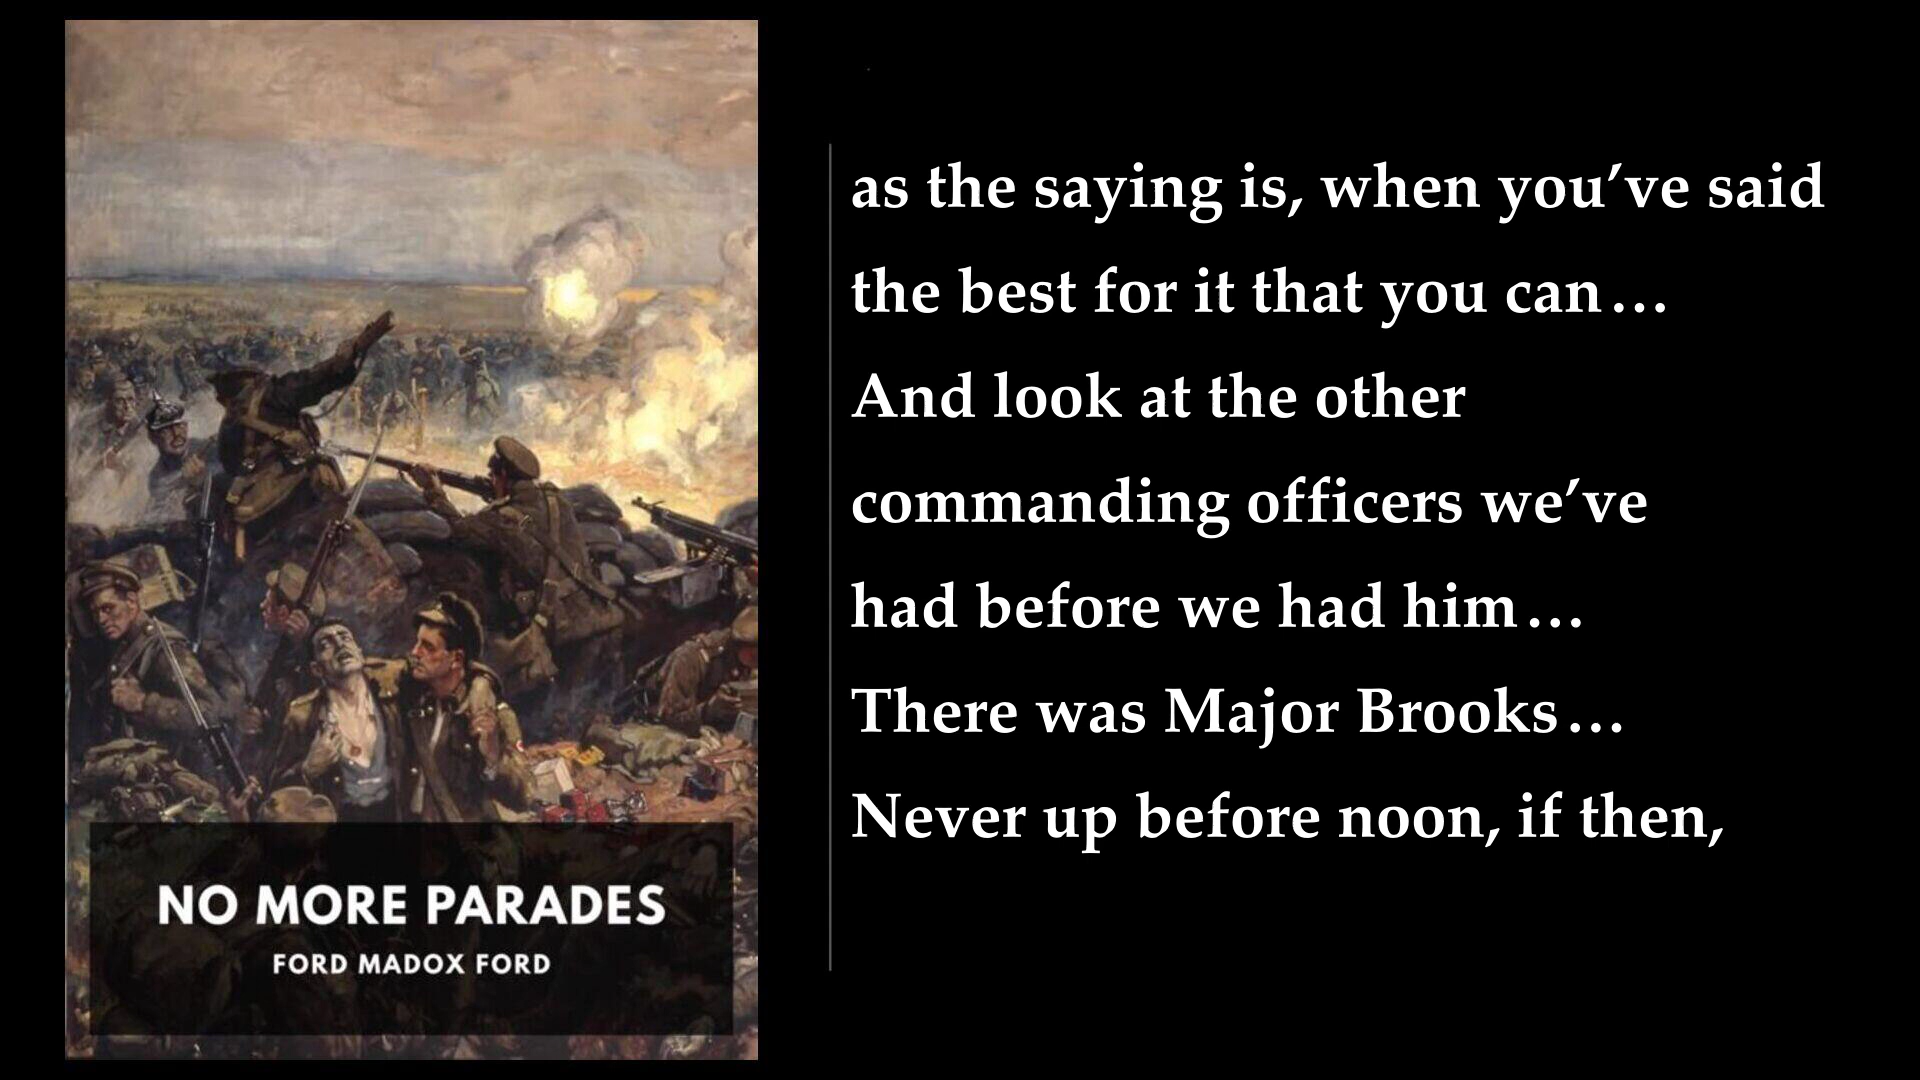 NO MORE PARADES
FORD MADOX FORD
as the saying is, when you’ve said
the best for it that you can…
And look at the other
commanding officers we’ve
had before we had him…
There was Major Brooks…
Never up before noon, if then,